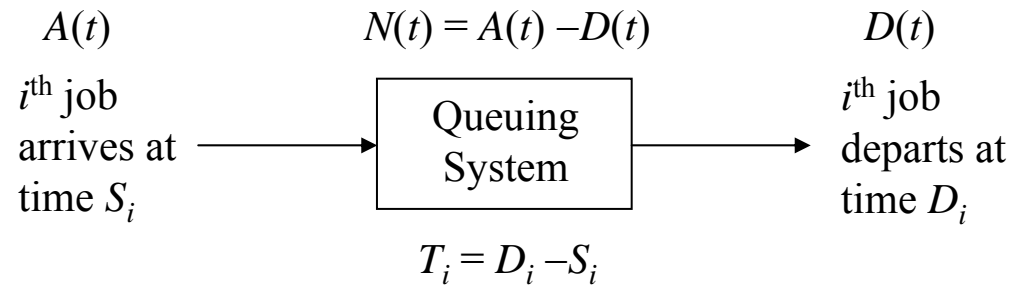 A(t)
N(t) = A(t) –D(t)
D(t)
iᵗʰ job
arrives at
time Sᵢ
Queuing
System
iᵗʰ job
departs at
time Dᵢ
Tᵢ = Dᵢ –Sᵢ